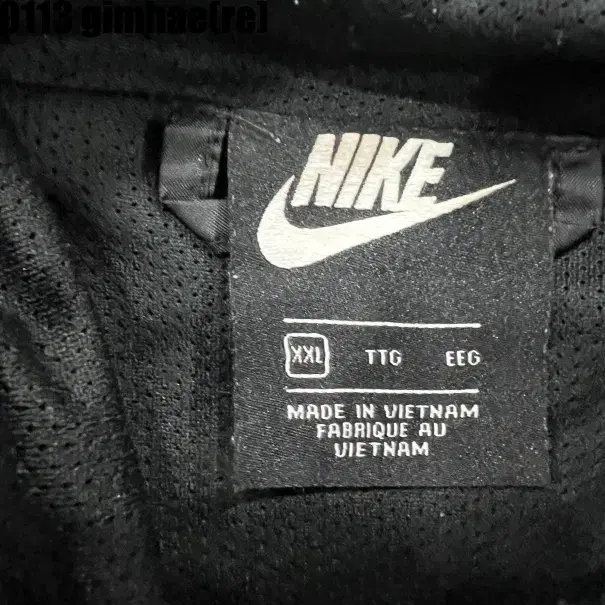 0113 gimhae[re]
NIKE
XXL TTG EEG
MADE IN VIETNAM
FABRIQUE AU
VIETNAM